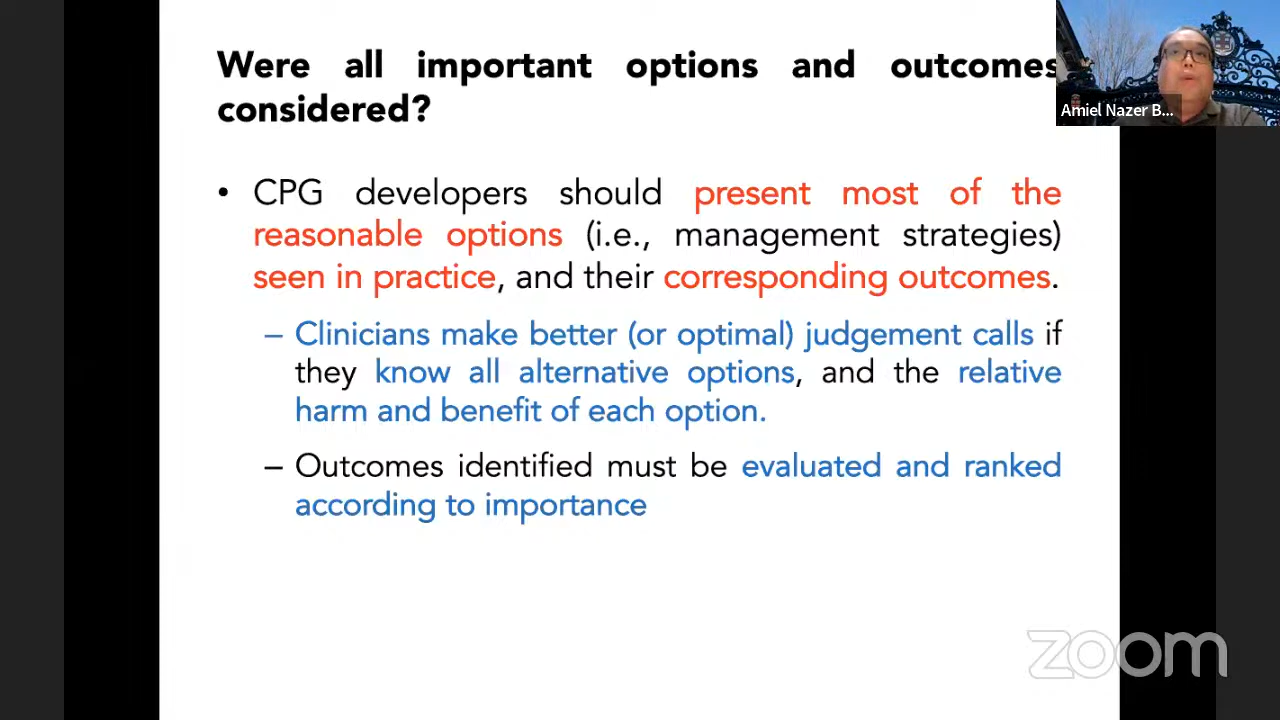 Were all important options and outcomes
considered?
Amiel Nazer B...
• CPG developers should present most of the
reasonable options (i.e., management strategies)
seen in practice, and their corresponding outcomes.
– Clinicians make better (or optimal) judgement calls if
they know all alternative options, and the relative
harm and benefit of each option.
– Outcomes identified must be evaluated and ranked
according to importance
zoom